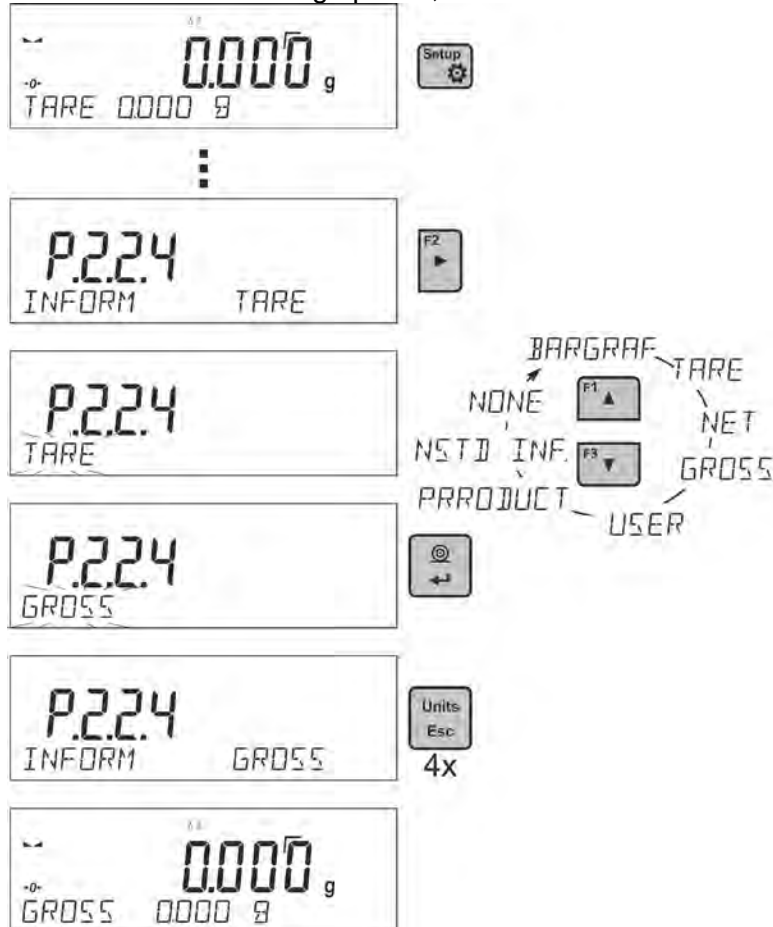 0.000 g
-0-
TARE 0.000 g
Setup
P.2.2.4
INFORM TARE
F2
P.2.2.4
TARE
BARGRAF
TARE
NET
GROSS
USER
PRRODUCT
NSTD INF.
NONE
F1
F3
P.2.2.4
GROSS
P.2.2.4
INFORM GROSS
Units
Esc
4x
0.000 g
-0-
GROSS 0.000 g